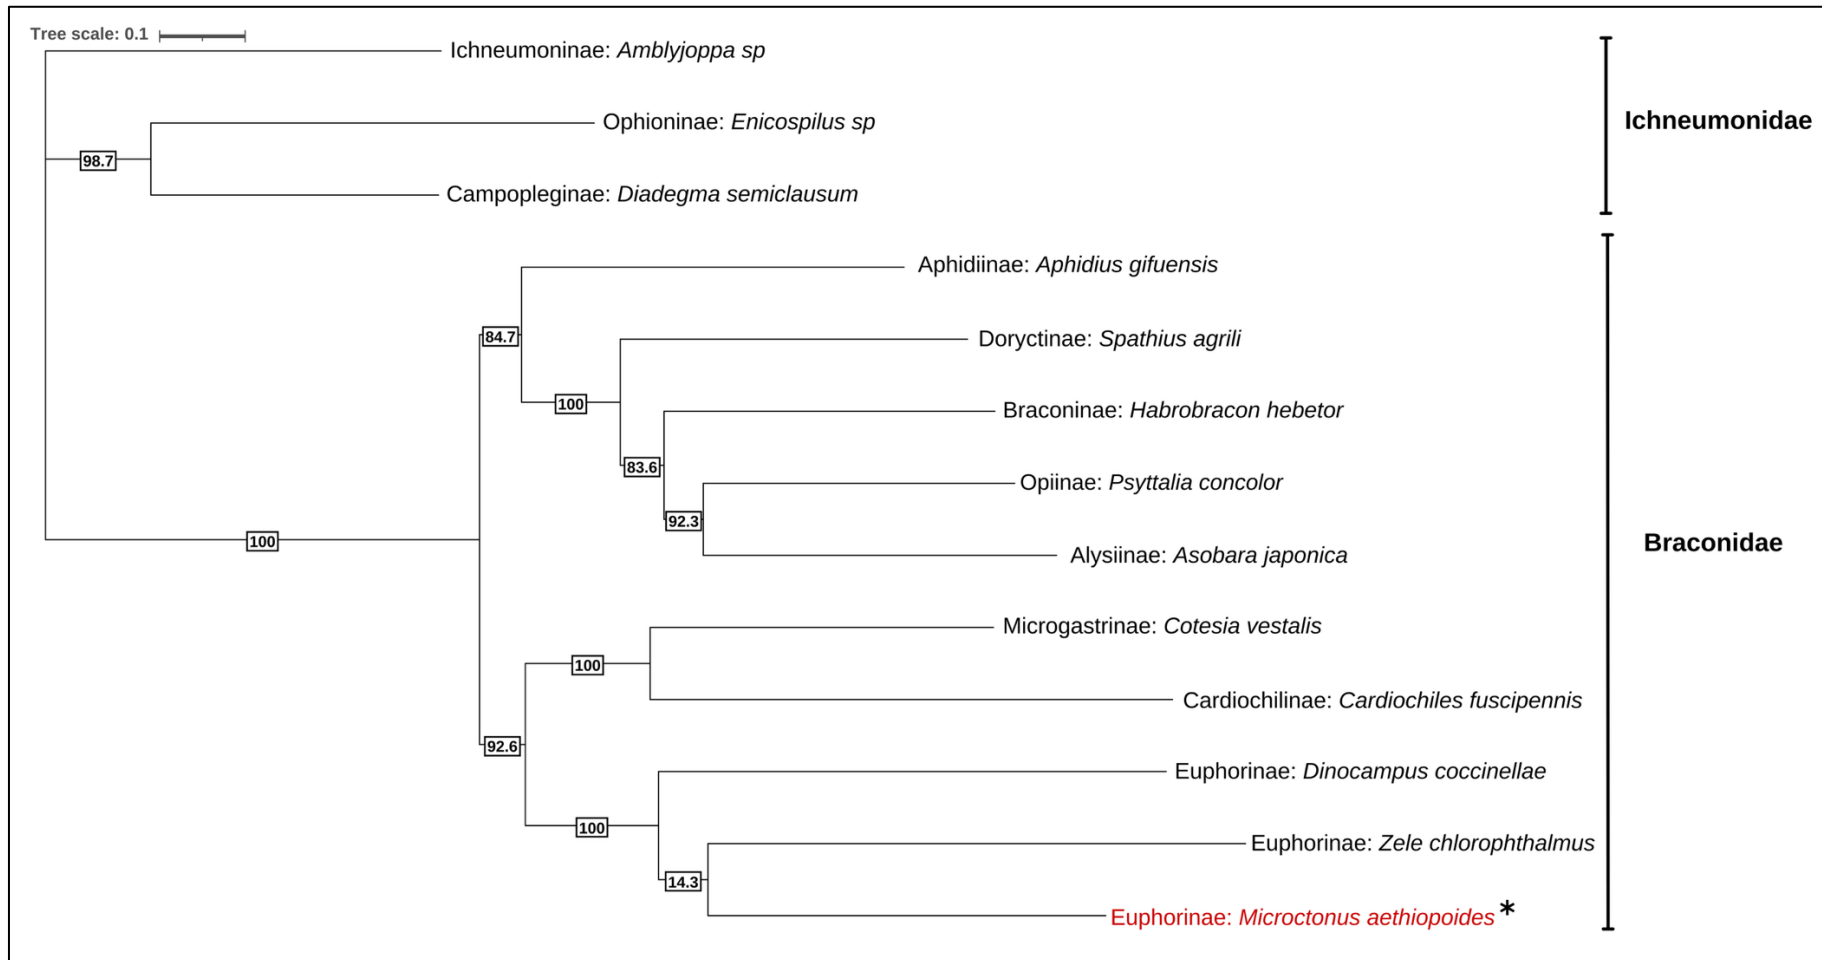 Tree scale: 0.1
Ichneumoninae: Amblyjoppa sp
Ophioninae: Enicospilus sp
Ichneumonidae
98.7
Campopleginae: Diadegma semiclausum
Aphidiinae: Aphidius gifuensis
84.7
Doryctinae: Spathius agrili
100
Braconinae: Habrobracon hebetor
83.6
Opiinae: Psyttalia concolor
92.3
100
Braconidae
Alysiinae: Asobara japonica
Microgastrinae: Cotesia vestalis
100
Cardiochilinae: Cardiochiles fuscipennis
92.6
Euphorinae: Dinocampus coccinellae
100
Euphorinae: Zele chlorophthalmus
14.3
Euphorinae: Microctonus aethiopoides*